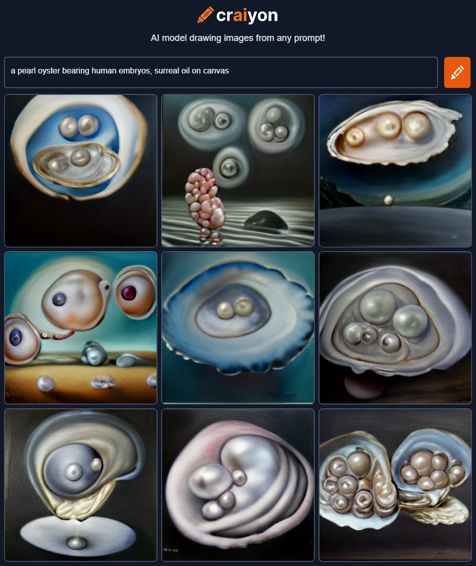 craiyon
AI model drawing images from any prompt!
a pearl oyster bearing human embryos, surreal oil on canvas